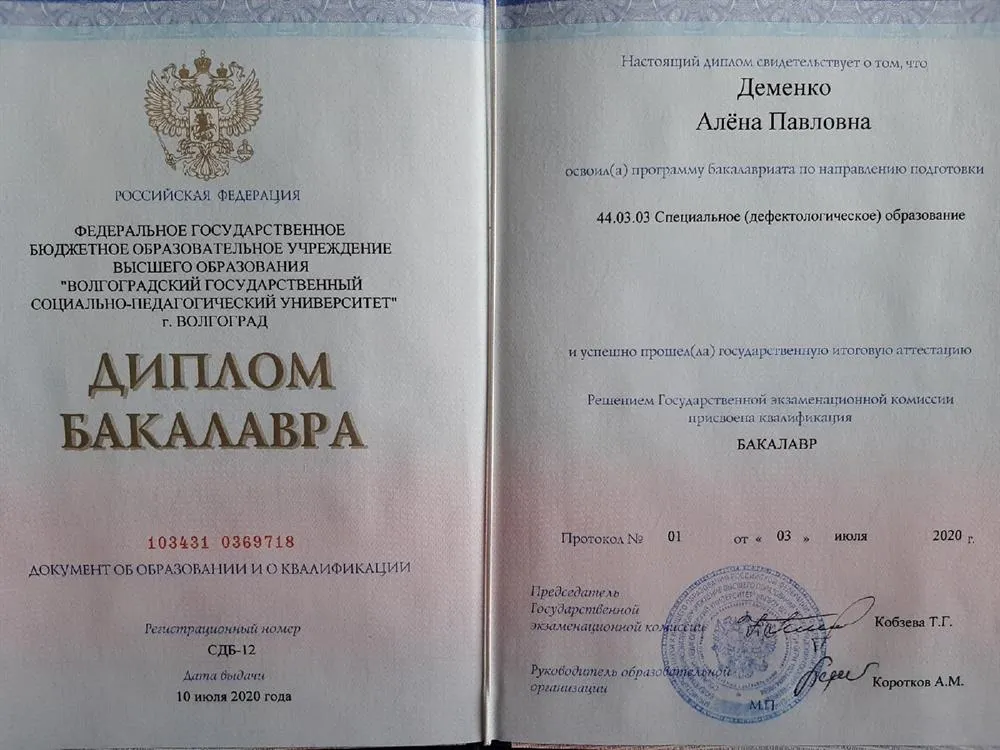 РОССИЙСКАЯ ФЕДЕРАЦИЯ
ФЕДЕРАЛЬНОЕ ГОСУДАРСТВЕННОЕ
БЮДЖЕТНОЕ ОБРАЗОВАТЕЛЬНОЕ УЧРЕЖДЕНИЕ
ВЫСШЕГО ОБРАЗОВАНИЯ
"ВОЛГОГРАДСКИЙ ГОСУДАРСТВЕННЫЙ
СОЦИАЛЬНО-ПЕДАГОГИЧЕСКИЙ УНИВЕРСИТЕТ"
г. ВОЛГОГРАД
ДИПЛОМ
БАКАЛАВРА
103431 0369718
ДОКУМЕНТ ОБ ОБРАЗОВАНИИ И О КВАЛИФИКАЦИИ
Регистрационный номер
СДБ-12
Дата выдачи
10 июля 2020 года
Настоящий диплом свидетельствует о том, что
Деменко
Алёна Павловна
освоил(а) программу бакалавриата по направлению подготовки
44.03.03 Специальное (дефектологическое) образование
и успешно прошел(ла) государственную итоговую аттестацию
Решением Государственной экзаменационной комиссии
присвоена квалификация
БАКАЛАВР
Протокол № 01 от « 03 » июля 2020 г.
Председатель
Государственной
экзаменационной комиссии Кобзева Т.Г.
Руководитель образовательной
организации Коротков А.М.
М.П.